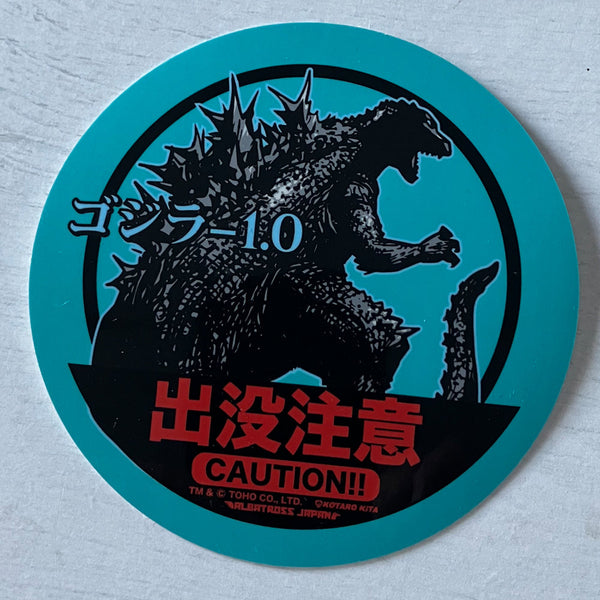 ゴジラ-1.0
出没注意
CAUTION!!
TM & © TOHO CO., LTD. KOTARO KITA
ALBATROSS JAPAN